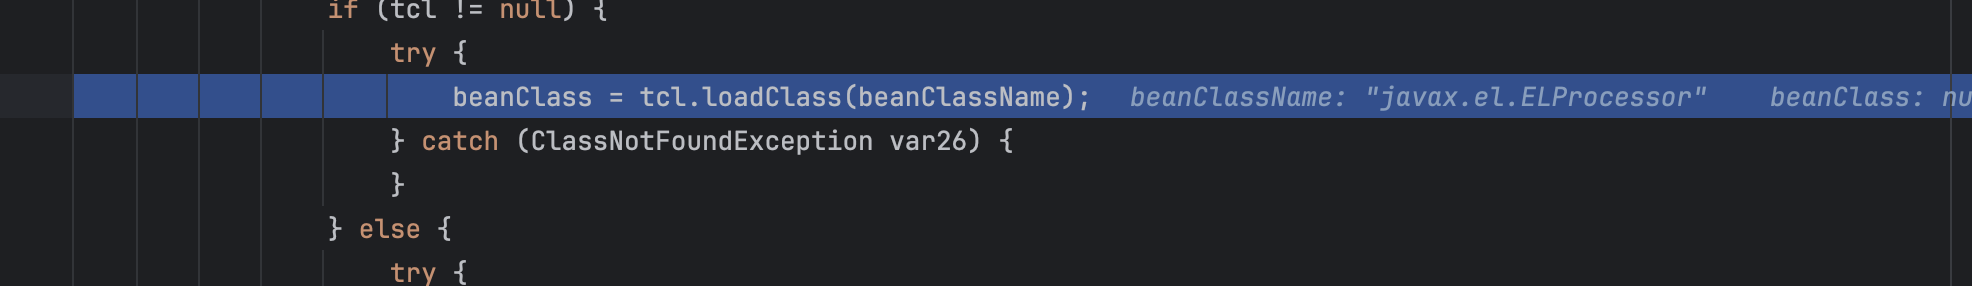 if (tcl != null) {
try {
beanClass = tcl.loadClass(beanClassName);   beanClassName: "javax.el.ELProcessor"   beanClass: nu
} catch (ClassNotFoundException var26) {
}
} else {
try {